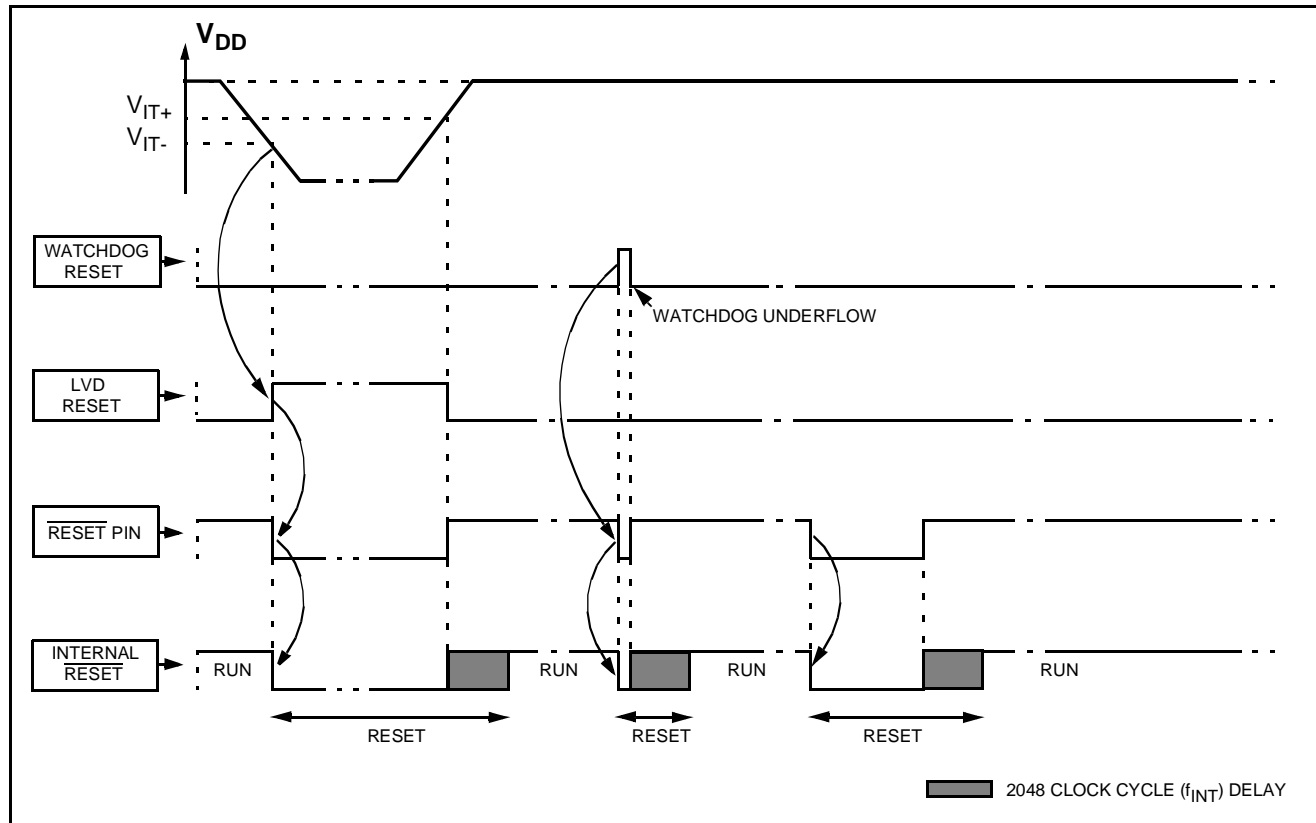 VDD
VIT+
VIT-
WATCHDOG
RESET
WATCHDOG UNDERFLOW
LVD
RESET
RESET PIN
INTERNAL
RESET
RUN
RUN
RUN
RUN
RESET
RESET
RESET
2048 CLOCK CYCLE (fINT) DELAY